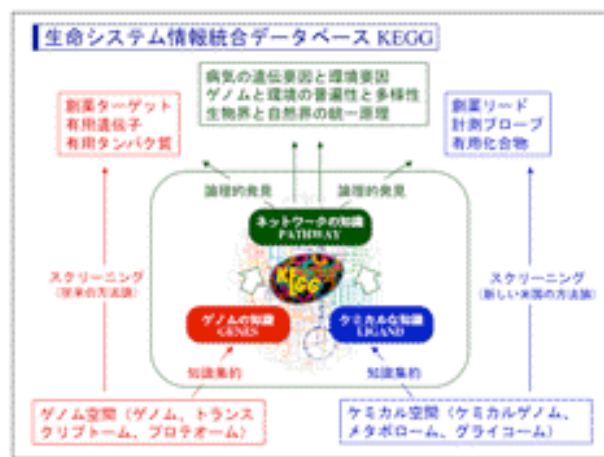 生命システム情報統合データベース KEGG
病気の遺伝要因と環境要因
ゲノムと環境の普遍性と多様性
生物界と自然界の統一原理
創薬ターゲット
有用遺伝子
有用タンパク質
創薬リード
計測プローブ
有用化合物
論理的発見
論理的発見
ネットワークの知識
PATHWAY
KEGG
スクリーニング
(従来の方法論)
スクリーニング
(新しい米国の方法論)
ゲノムの知識
GENES
ケミカルな知識
LIGAND
知識集約
知識集約
ゲノム空間（ゲノム、トランス
クリプトーム、プロテオーム）
ケミカル空間（ケミカルゲノム、
メタボローム、グライコーム）